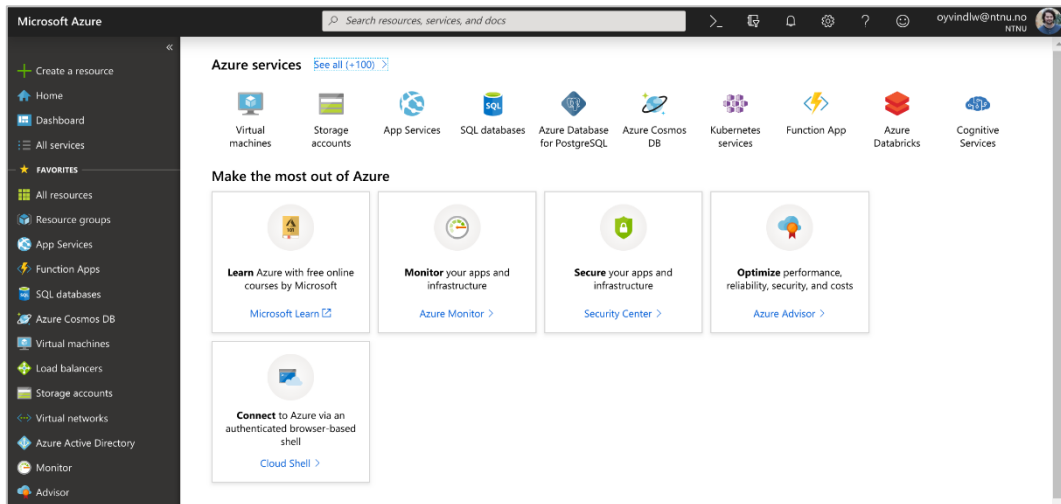 Microsoft Azure
Search resources, services, and docs
oyvindlw@ntnu.no
NTNU
Create a resource
Home
Dashboard
All services
FAVORITES
All resources
Resource groups
App Services
Function Apps
SQL databases
Azure Cosmos DB
Virtual machines
Load balancers
Storage accounts
Virtual networks
Azure Active Directory
Monitor
Advisor
Azure services See all (+100)
Virtual
machines
Storage
accounts
App Services
SQL
SQL databases
Azure Database
for PostgreSQL
Azure Cosmos
DB
Kubernetes
services
Function App
Azure
Databricks
Cognitive
Services
Make the most out of Azure
101
Learn Azure with free online
courses by Microsoft
Microsoft Learn
Monitor your apps and
infrastructure
Azure Monitor
Secure your apps and
infrastructure
Security Center
Optimize performance,
reliability, security, and costs
Azure Advisor
Connect to Azure via an
authenticated browser-based
shell
Cloud Shell